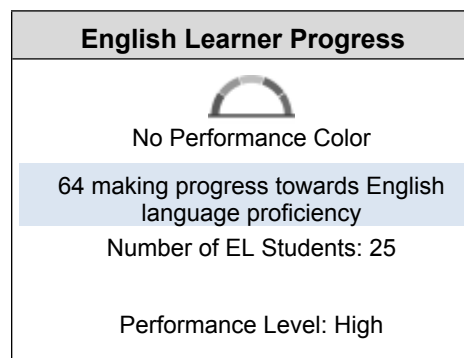 English Learner Progress
No Performance Color
64 making progress towards English
language proficiency
Number of EL Students: 25
Performance Level: High